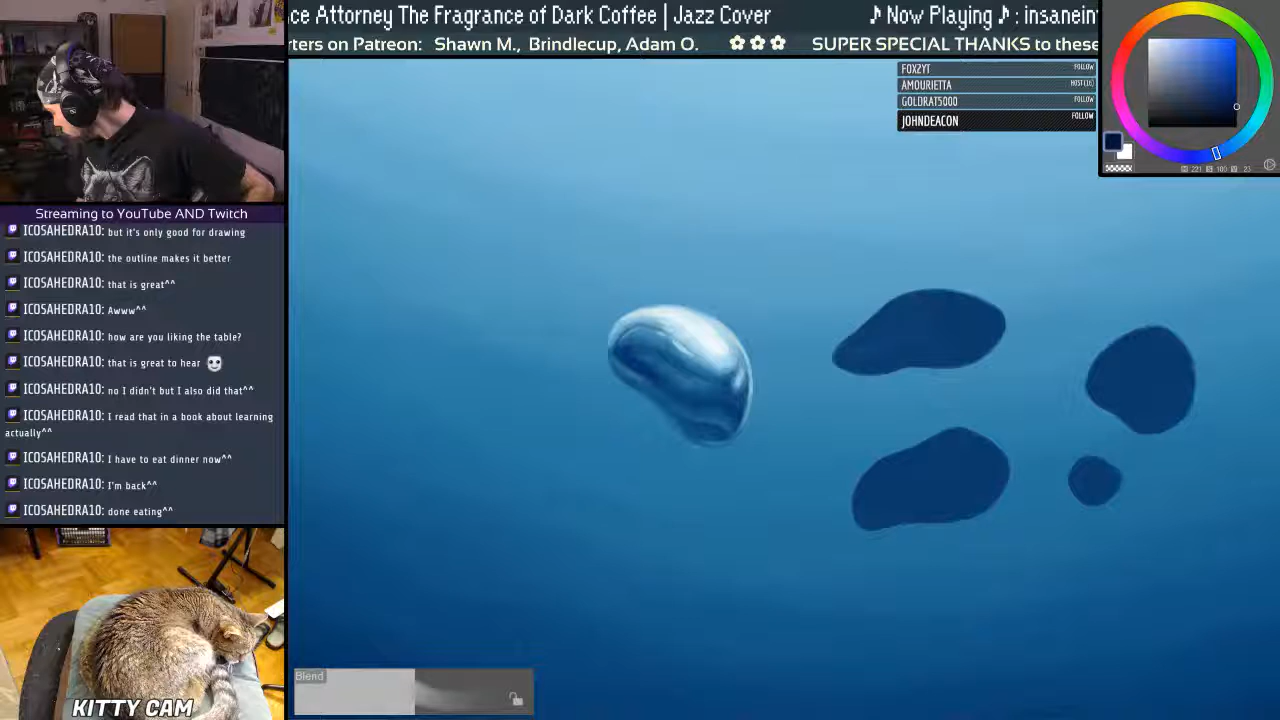 ce Attorney The Fragrance of Dark Coffee | Jazz Cover ♪ Now Playing ♪ : insanein
rters on Patreon: Shawn M., Brindlecup, Adam O. ✿ ✿ ✿ SUPER SPECIAL THANKS to these
FOXZYT FOLLOW
AMOURIETTA HOST (16)
GOLDRAT5000 FOLLOW
JOHNDEACON FOLLOW
Streaming to YouTube AND Twitch
ICOSAHEDRA10: but it's only good for drawing
ICOSAHEDRA10: the outline makes it better
ICOSAHEDRA10: that is great^^
ICOSAHEDRA10: Awww^^
ICOSAHEDRA10: how are you liking the table?
ICOSAHEDRA10: that is great to hear
ICOSAHEDRA10: no I didn't but I also did that^^
ICOSAHEDRA10: I read that in a book about learning
actually^^
ICOSAHEDRA10: I have to eat dinner now^^
ICOSAHEDRA10: I'm back^^
ICOSAHEDRA10: done eating^^
Blend
KITTY CAM